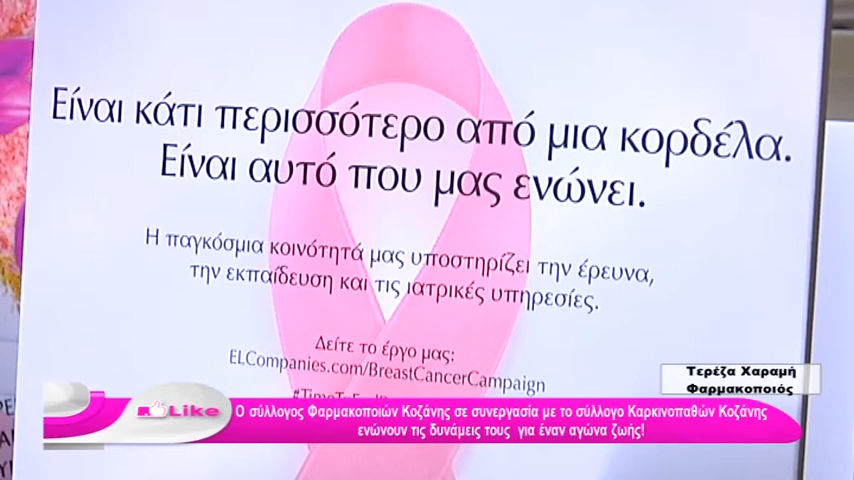 Είναι κάτι περισσότερο από μια κορδέλα.
Είναι αυτό που μας ενώνει.
Η παγκόσμια κοινότητά μας υποστηρίζει την έρευνα,
την εκπαίδευση και τις ιατρικές υπηρεσίες.
Δείτε το έργο μας:
ELCompanies.com/BreastCancerCampaign
Τερέζα Χαραμή
Φαρμακοποιός
Like
Ο σύλλογος Φαρμακοποιών Κοζάνης σε συνεργασία με το σύλλογο Καρκινοπαθών Κοζάνης
ενώνουν τις δυνάμεις τους για έναν αγώνα ζωής!